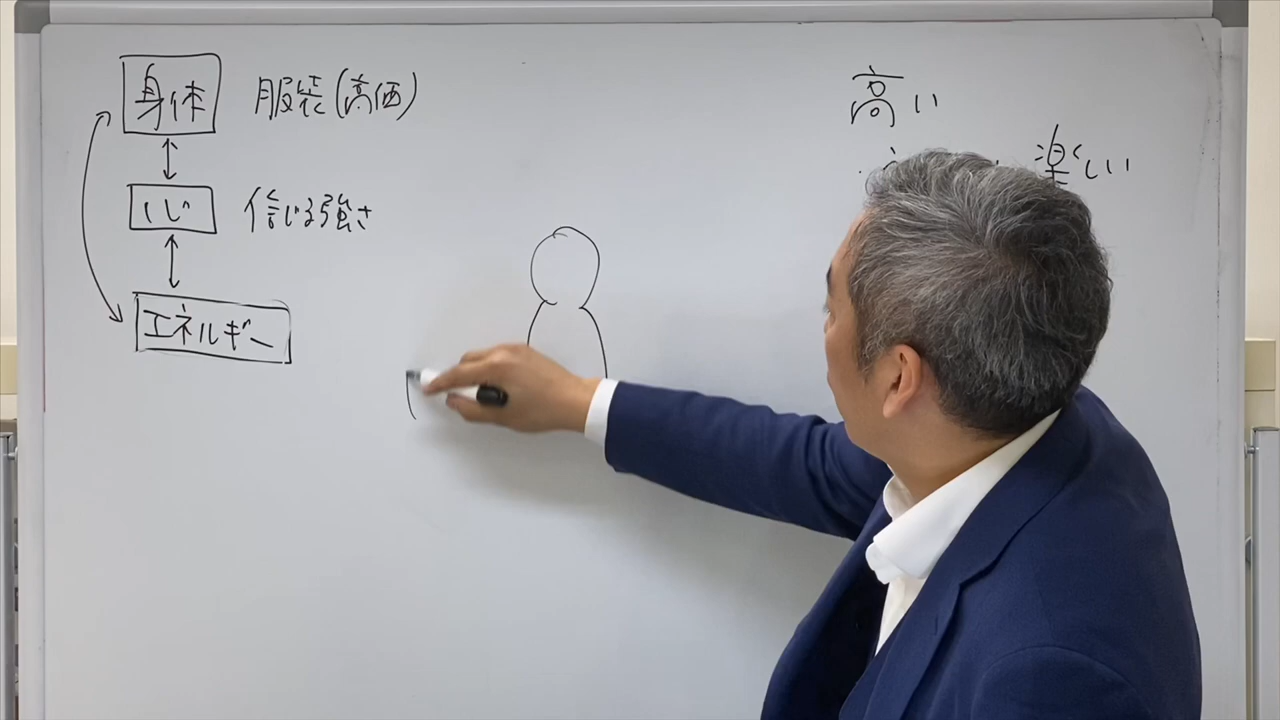 身体 服装(高価)
心 信じる強さ
エネルギー
高い
楽しい